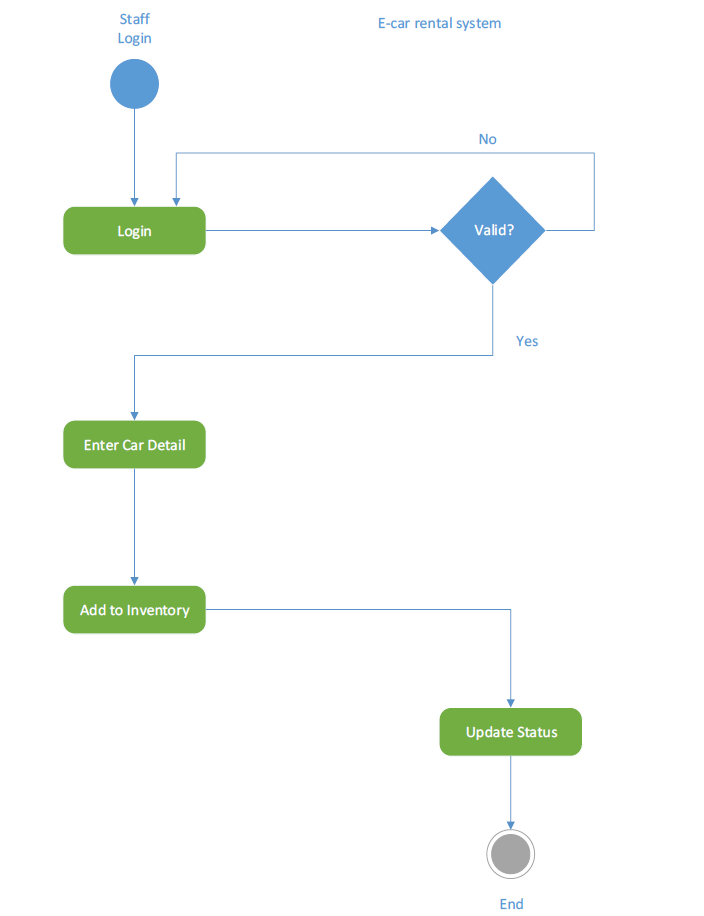 Staff
Login
E-car rental system
No
Login
Valid?
Yes
Enter Car Detail
Add to Inventory
Update Status
End